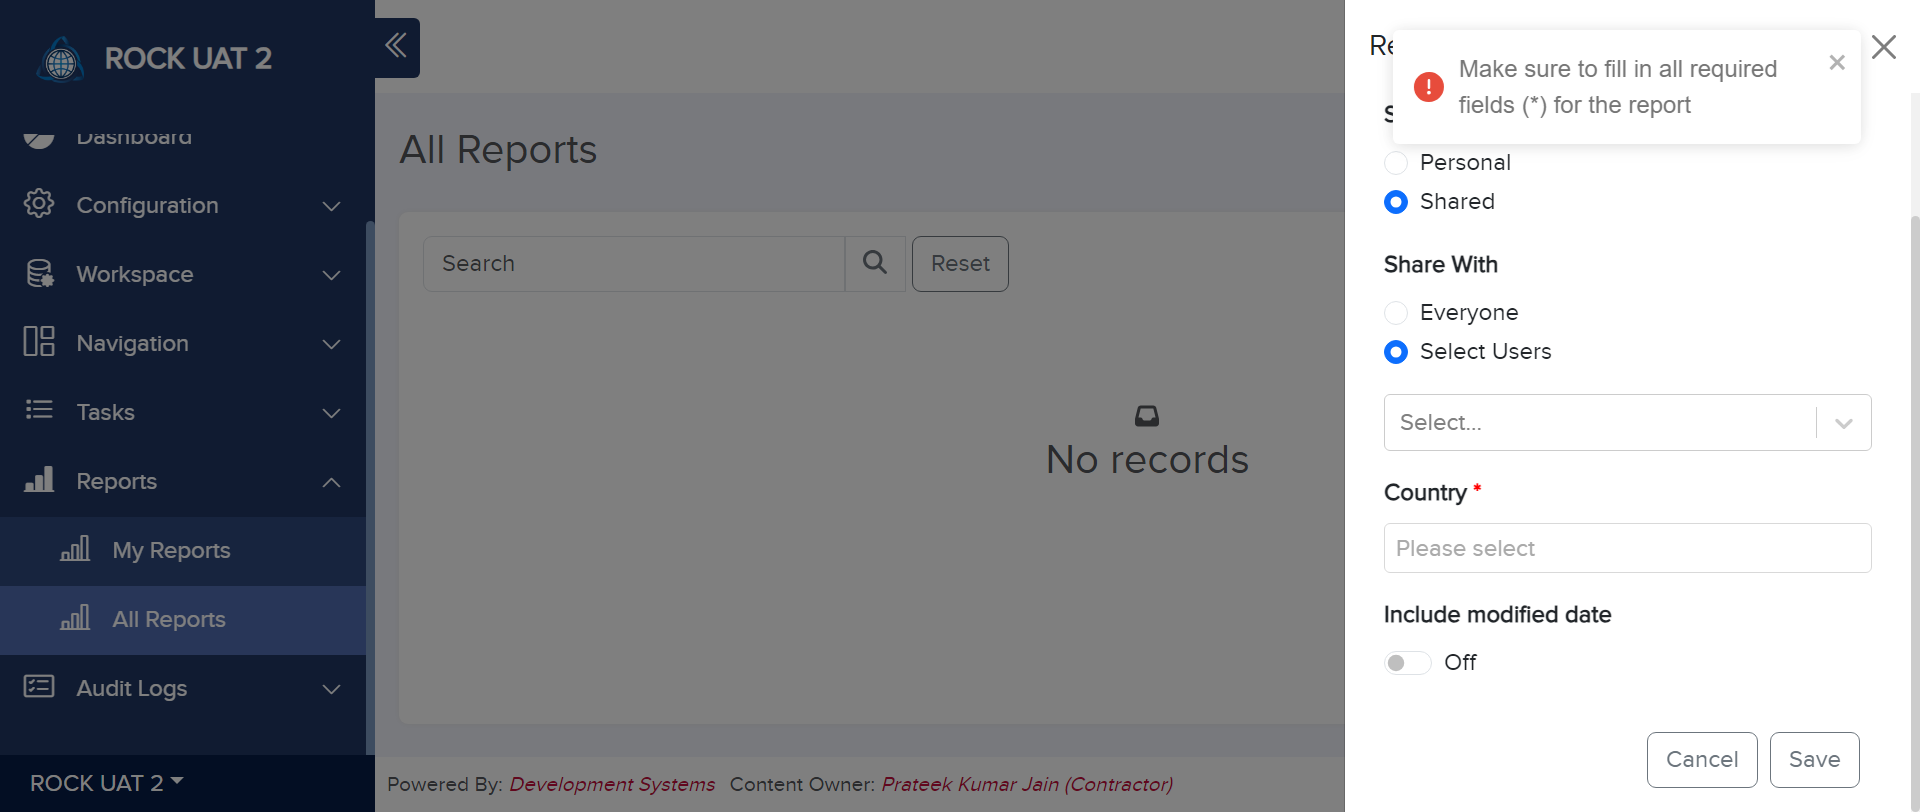 ROCK UAT 2
Dashboard
Configuration
Workspace
Navigation
Tasks
Reports
My Reports
All Reports
Audit Logs
ROCK UAT 2
All Reports
Search
Reset
No records
Powered By: Development Systems Content Owner: Prateek Kumar Jain (Contractor)
Make sure to fill in all required
fields (*) for the report
Personal
Shared
Share With
Everyone
Select Users
Select...
Country *
Please select
Include modified date
Off
Cancel
Save